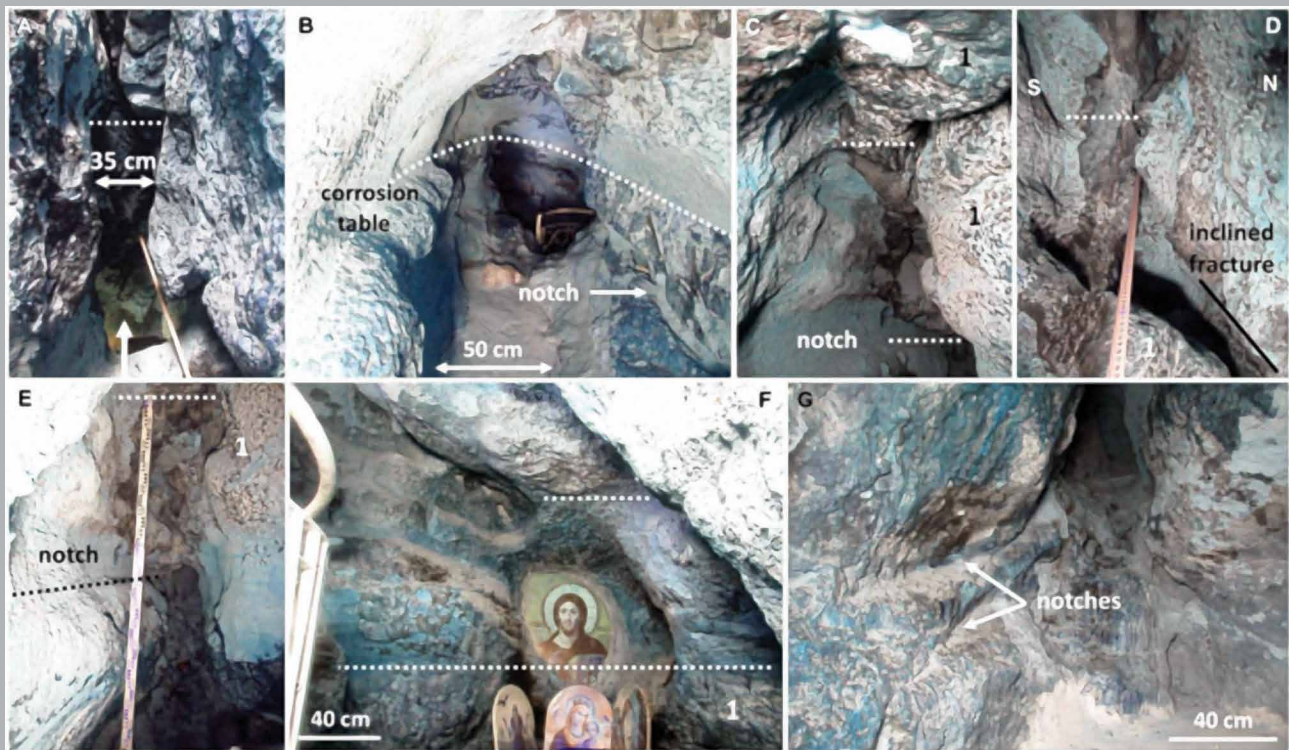 A
35 cm
B
corrosion
table
notch
50 cm
C
1
1
notch
D
S
N
inclined
fracture
1
E
1
notch
F
1
40 cm
G
notches
40 cm